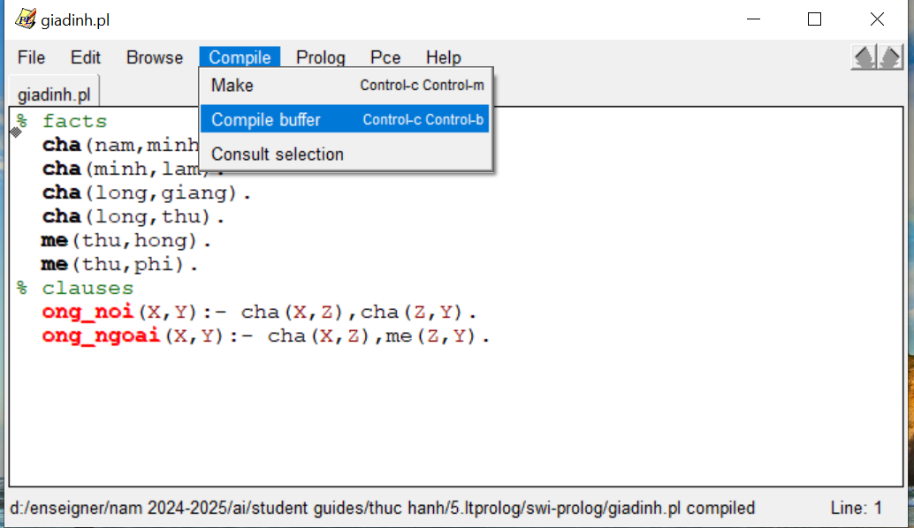 giadinh.pl
File Edit Browse Compile Prolog Pce Help
giadinh.pl
Make Control-c Control-m
Compile buffer Control-c Control-b
Consult selection
% facts
cha(nam,minh
cha(minh,lam).
cha(long,giang).
cha(long,thu).
me(thu,hong).
me(thu,phi).
% clauses
ong_noi(X,Y):- cha(X,Z),cha(Z,Y).
ong_ngoai(X,Y):- cha(X,Z),me(Z,Y).
d:/enseigner/nam 2024-2025/ai/student guides/thuc hanh/5.ltprolog/swi-prolog/giadinh.pl compiled Line: 1